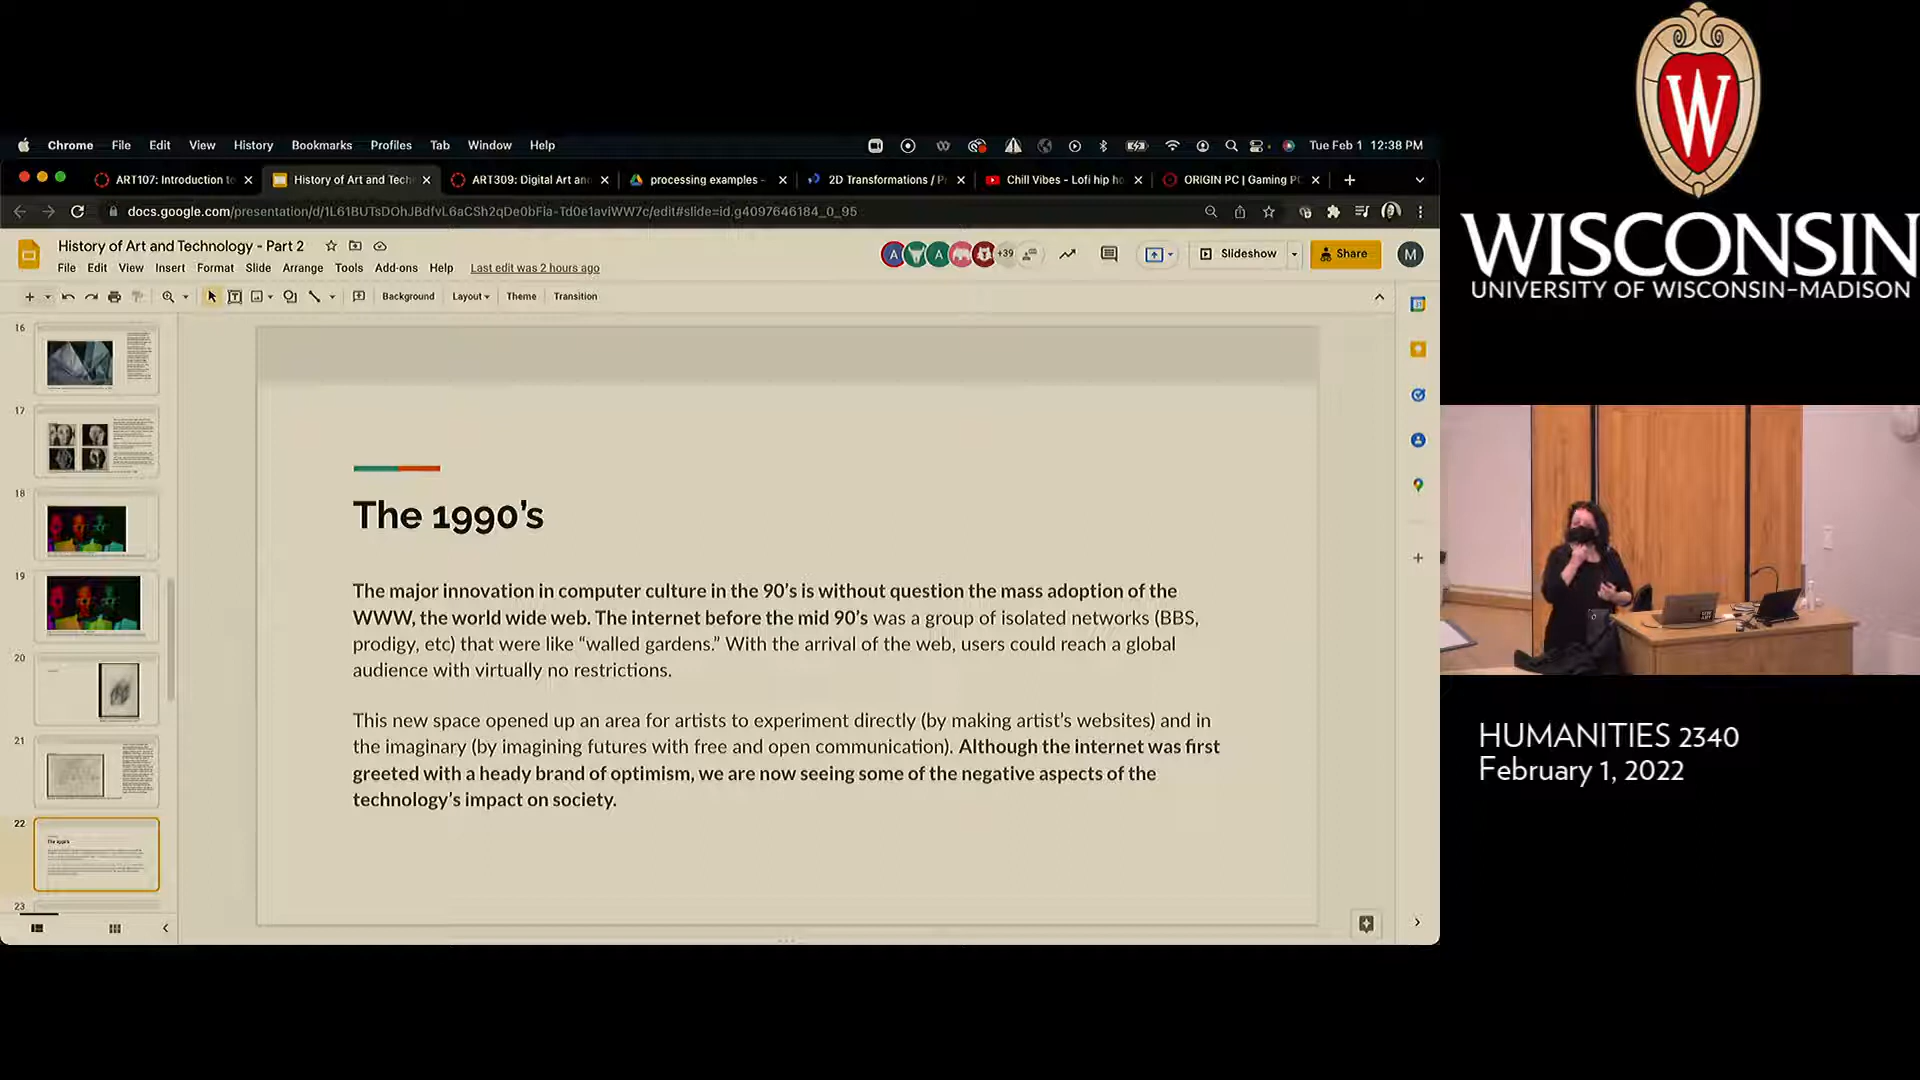 Chrome File Edit View History Bookmarks Profiles Tab Window Help Tue Feb 1 12:38 PM
ART107: Introduction to History of Art and Tech ART309: Digital Art an processing examples - 2D Transformations / P Chill Vibes - Lofi hip ho ORIGIN PC | Gaming PC
docs.google.com/presentation/d/1L61BUTsDOhJBdfvL6aCSh2qDe0bFia-Td0e1aviWW7c/edit#slide=id.g4097646184_0_95
History of Art and Technology - Part 2
A A +39 Slideshow Share M
File Edit View Insert Format Slide Arrange Tools Add-ons Help Last edit was 2 hours ago
Background Layout Theme Transition
16
17
18
19
20
21
22
23
The 1990's
The major innovation in computer culture in the 90's is without question the mass adoption of the
WWW, the world wide web. The internet before the mid 90's was a group of isolated networks (BBS,
prodigy, etc) that were like “walled gardens.” With the arrival of the web, users could reach a global
audience with virtually no restrictions.
This new space opened up an area for artists to experiment directly (by making artist's websites) and in
the imaginary (by imagining futures with free and open communication). Although the internet was first
greeted with a heady brand of optimism, we are now seeing some of the negative aspects of the
technology's impact on society.
W
WISCONSIN
UNIVERSITY OF WISCONSIN–MADISON
HUMANITIES 2340
February 1, 2022